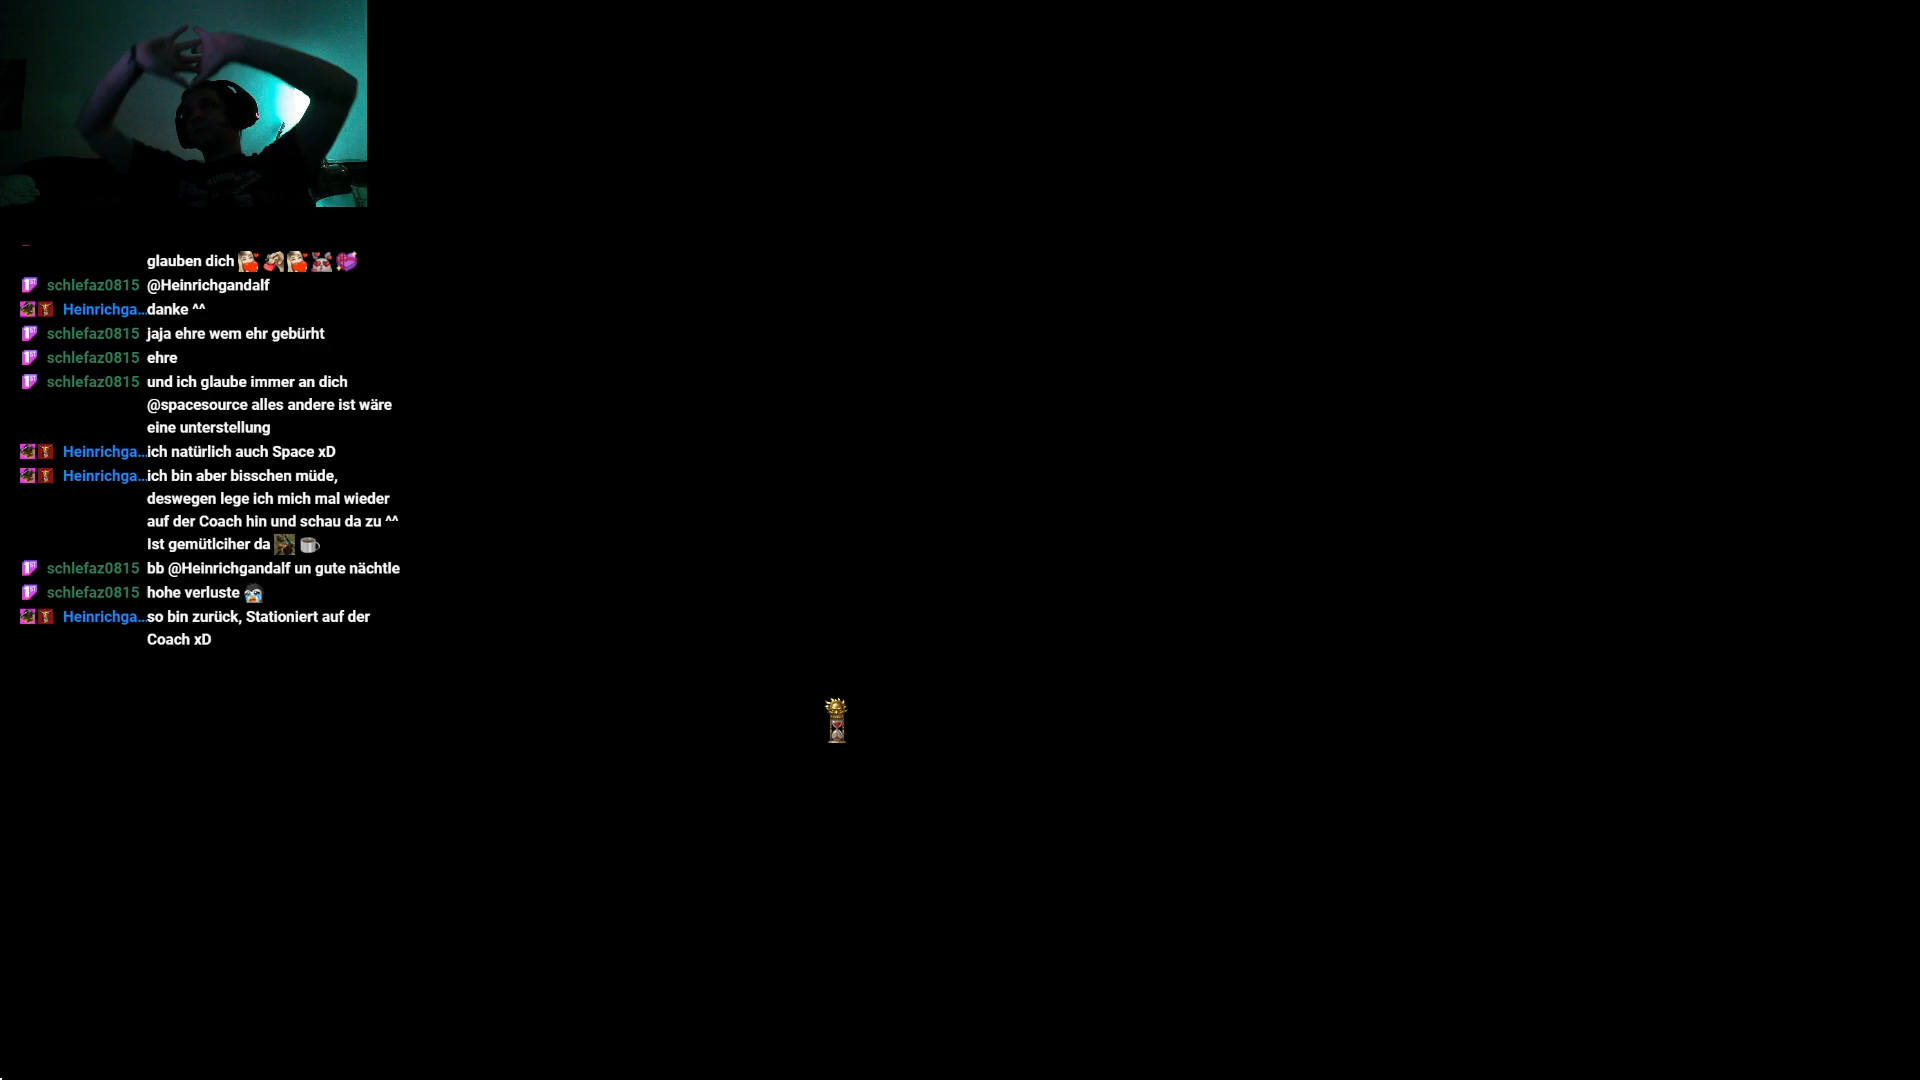 glauben dich
schlefaz0815 @Heinrichgandalf
Heinrichga... danke ^^
schlefaz0815 jaja ehre wem ehr gebürht
schlefaz0815 ehre
schlefaz0815 und ich glaube immer an dich
@spacesource alles andere ist wäre
eine unterstellung
Heinrichga... ich natürlich auch Space xD
Heinrichga... ich bin aber bisschen müde,
deswegen lege ich mich mal wieder
auf der Coach hin und schau da zu ^^
Ist gemütlciher da
schlefaz0815 bb @Heinrichgandalf un gute nächtle
schlefaz0815 hohe verluste
Heinrichga... so bin zurück, Stationiert auf der
Coach xD